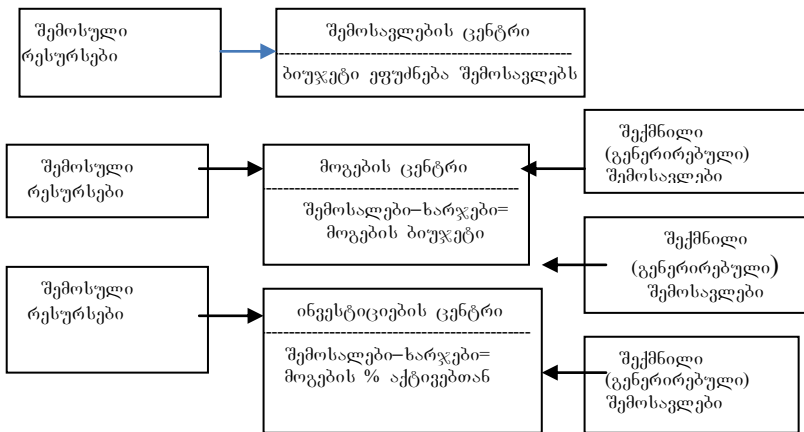 შემოსული
რესურსები
შემოსავლების ცენტრი
ბიუჯეტი ეფუძნება შემოსავლებს
შემოსული
რესურსები
მოგების ცენტრი
შემოსალები–ხარჯები=
მოგების ბიუჯეტი
შექმნილი
(გენერირებული)
შემოსავლები
შექმნილი
(გენერირებული)
შემოსავლები
შემოსული
რესურსები
ინვესტიციების ცენტრი
შემოსალები–ხარჯები=
მოგების % აქტივებთან
შექმნილი
(გენერირებული)
შემოსავლები